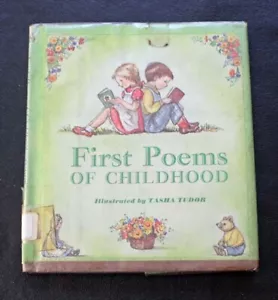 First Poems
OF CHILDHOOD
Illustrated by TASHA TUDOR